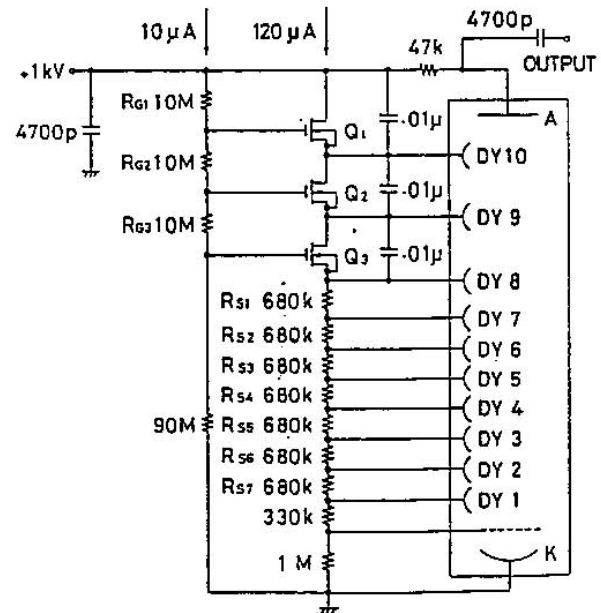 10µA 120µA 4700p
47k OUTPUT
+1kV
RG1 10M Q1 .01µ A
4700p
DY10
RG2 10M Q2 .01µ
DY 9
RG3 10M Q3 .01µ
DY 8
RS1 680k
DY 7
RS2 680k
DY 6
RS3 680k
DY 5
RS4 680k
DY 4
90M RS5 680k
DY 3
RS6 680k
DY 2
RS7 680k
DY 1
330k
K
1 M